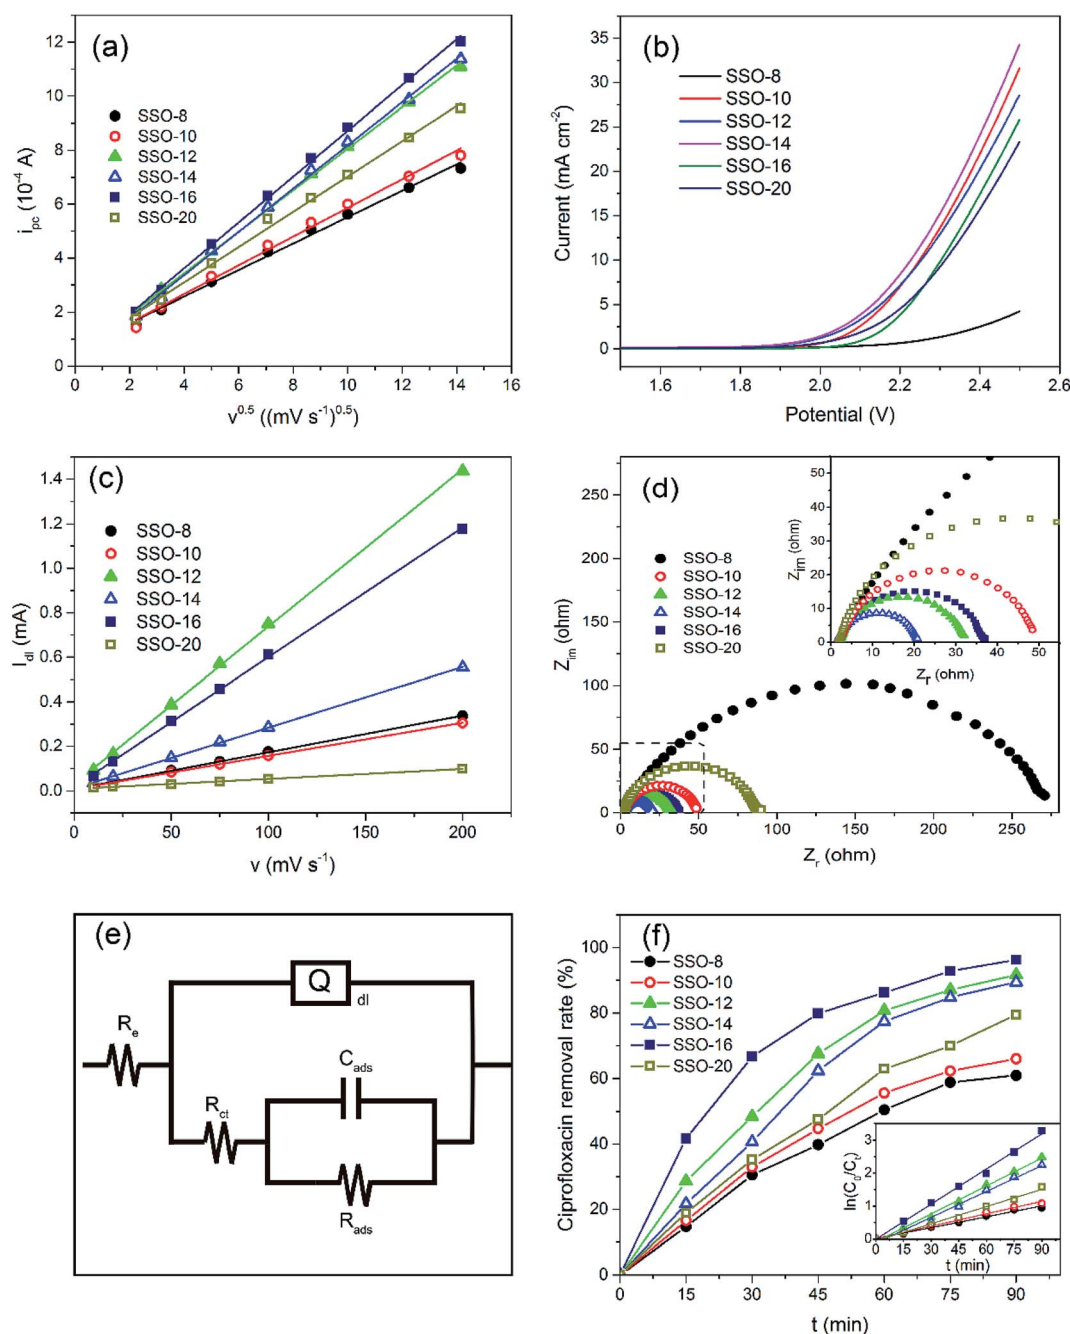 (a)
SSO-8
SSO-10
SSO-12
SSO-14
SSO-16
SSO-20
12
10
8
6
4
2
0
i_pc (10^-4 A)
0 2 4 6 8 10 12 14 16
v^0.5 ((mV s^-1)^0.5)
(b)
SSO-8
SSO-10
SSO-12
SSO-14
SSO-16
SSO-20
35
30
25
20
15
10
5
0
Current (mA cm^-2)
1.6 1.8 2.0 2.2 2.4 2.6
Potential (V)
(c)
SSO-8
SSO-10
SSO-12
SSO-14
SSO-16
SSO-20
1.4
1.2
1.0
0.8
0.6
0.4
0.2
0.0
I_dl (mA)
0 50 100 150 200
v (mV s^-1)
(d)
SSO-8
SSO-10
SSO-12
SSO-14
SSO-16
SSO-20
250
200
150
100
50
0
Z_im (ohm)
0 50 100 150 200 250
Z_r (ohm)
50
40
30
20
10
0
Z_im (ohm)
0 10 20 30 40 50
Z_r (ohm)
(e)
Q
dl
R_e
C_ads
R_ct
R_ads
(f)
SSO-8
SSO-10
SSO-12
SSO-14
SSO-16
SSO-20
100
80
60
40
20
0
Ciprofloxacin removal rate (%)
0 15 30 45 60 75 90
t (min)
3
2
1
0
ln(C_0/C_t)
0 15 30 45 60 75 90
t (min)